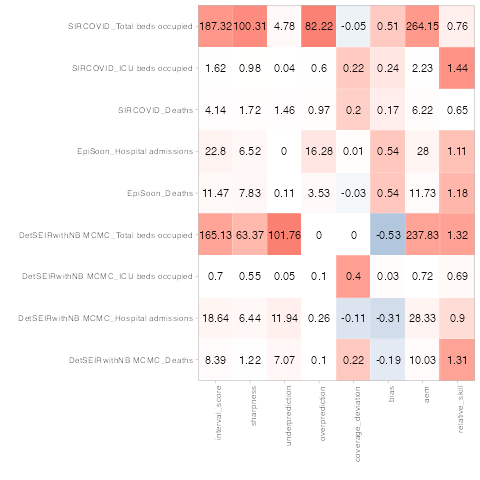 SIRCOVID_Total beds occupied 187.32 100.31 4.78 82.22 -0.05 0.51 264.15 0.76
SIRCOVID_ICU beds occupied 1.62 0.98 0.04 0.6 0.22 0.24 2.23 1.44
SIRCOVID_Deaths 4.14 1.72 1.46 0.97 0.2 0.17 6.22 0.65
EpiSoon_Hospital admissions 22.8 6.52 0 16.28 0.01 0.54 28 1.11
EpiSoon_Deaths 11.47 7.83 0.11 3.53 -0.03 0.54 11.73 1.18
DetSEIRwithNB MCMC_Total beds occupied 165.13 63.37 101.76 0 0 -0.53 237.83 1.32
DetSEIRwithNB MCMC_ICU beds occupied 0.7 0.55 0.05 0.1 0.4 0.03 0.72 0.69
DetSEIRwithNB MCMC_Hospital admissions 18.64 6.44 11.94 0.26 -0.11 -0.31 28.33 0.9
DetSEIRwithNB MCMC_Deaths 8.39 1.22 7.07 0.1 0.22 -0.19 10.03 1.31
interval_score
sharpness
underprediction
overprediction
coverage_deviation
bias
aem
relative_skill